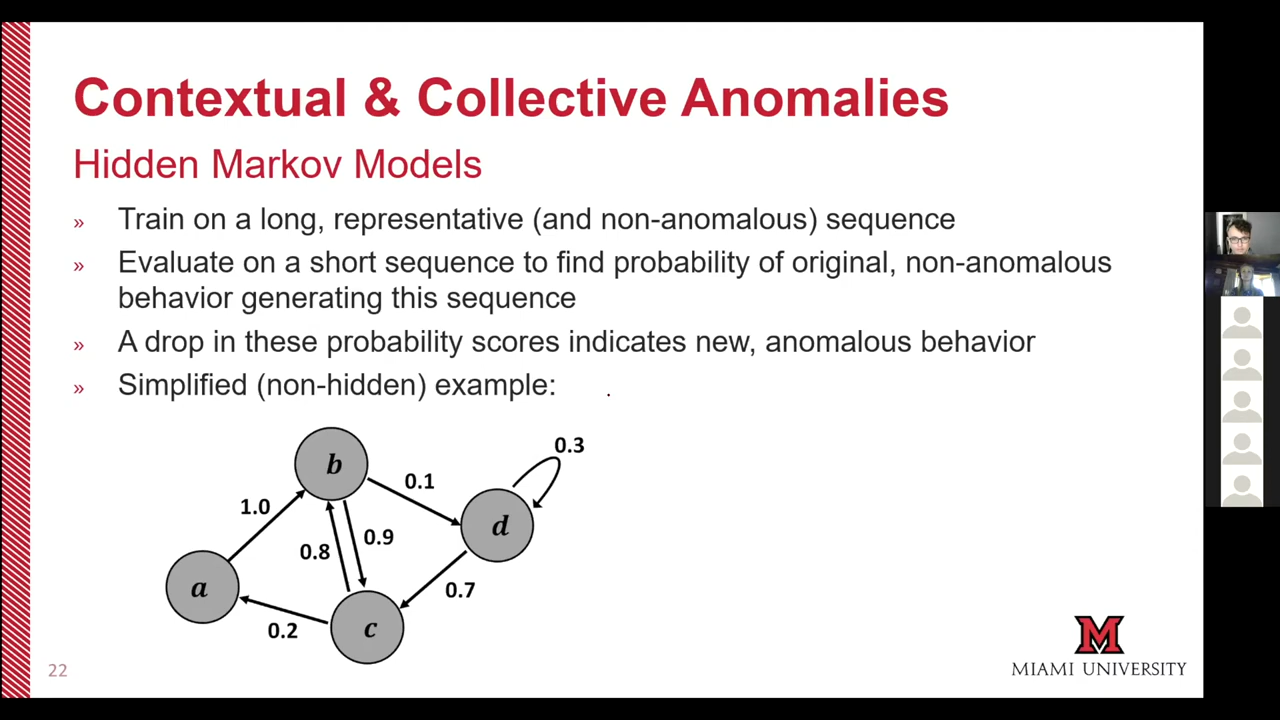 Contextual & Collective Anomalies
Hidden Markov Models
» Train on a long, representative (and non-anomalous) sequence
» Evaluate on a short sequence to find probability of original, non-anomalous
behavior generating this sequence
» A drop in these probability scores indicates new, anomalous behavior
» Simplified (non-hidden) example:
b
0.3
0.1
1.0
d
0.9
0.8
a
0.7
c
0.2
M
MIAMI UNIVERSITY
22